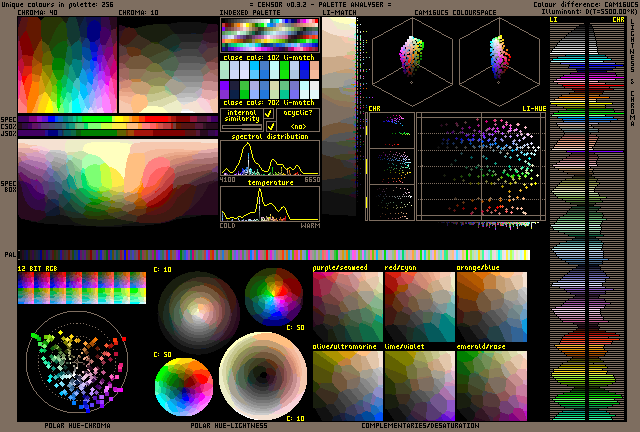 Unique colours in palette: 256
= CENSOR v0.3.2 - PALETTE ANALYSER =
Colour difference: CAM16UCS
Illuminant: D(T=5500.00°K)
CHROMA: 40
CHROMA: 10
INDEXED PALETTE
LI-MATCH
CAM16UCS COLOURSPACE
LI
CHR
LIGHTNESS & CHROMA
close cols: 10% li-match
close cols: 70% li-match
internal similarity
acyclic?
<no>
CHR
LI-HUE
SPEC
spectral distribution
4100
6650
SPEC
BOX
temperature
COLD
WARM
PAL
12 BIT RGB
C: 10
C: 50
C: 50
C: 10
purple/seaweed
red/cyan
orange/blue
olive/ultramarine
lime/violet
emerald/rose
POLAR HUE-CHROMA
POLAR HUE-LIGHTNESS
COMPLEMENTARIES/DESATURATION